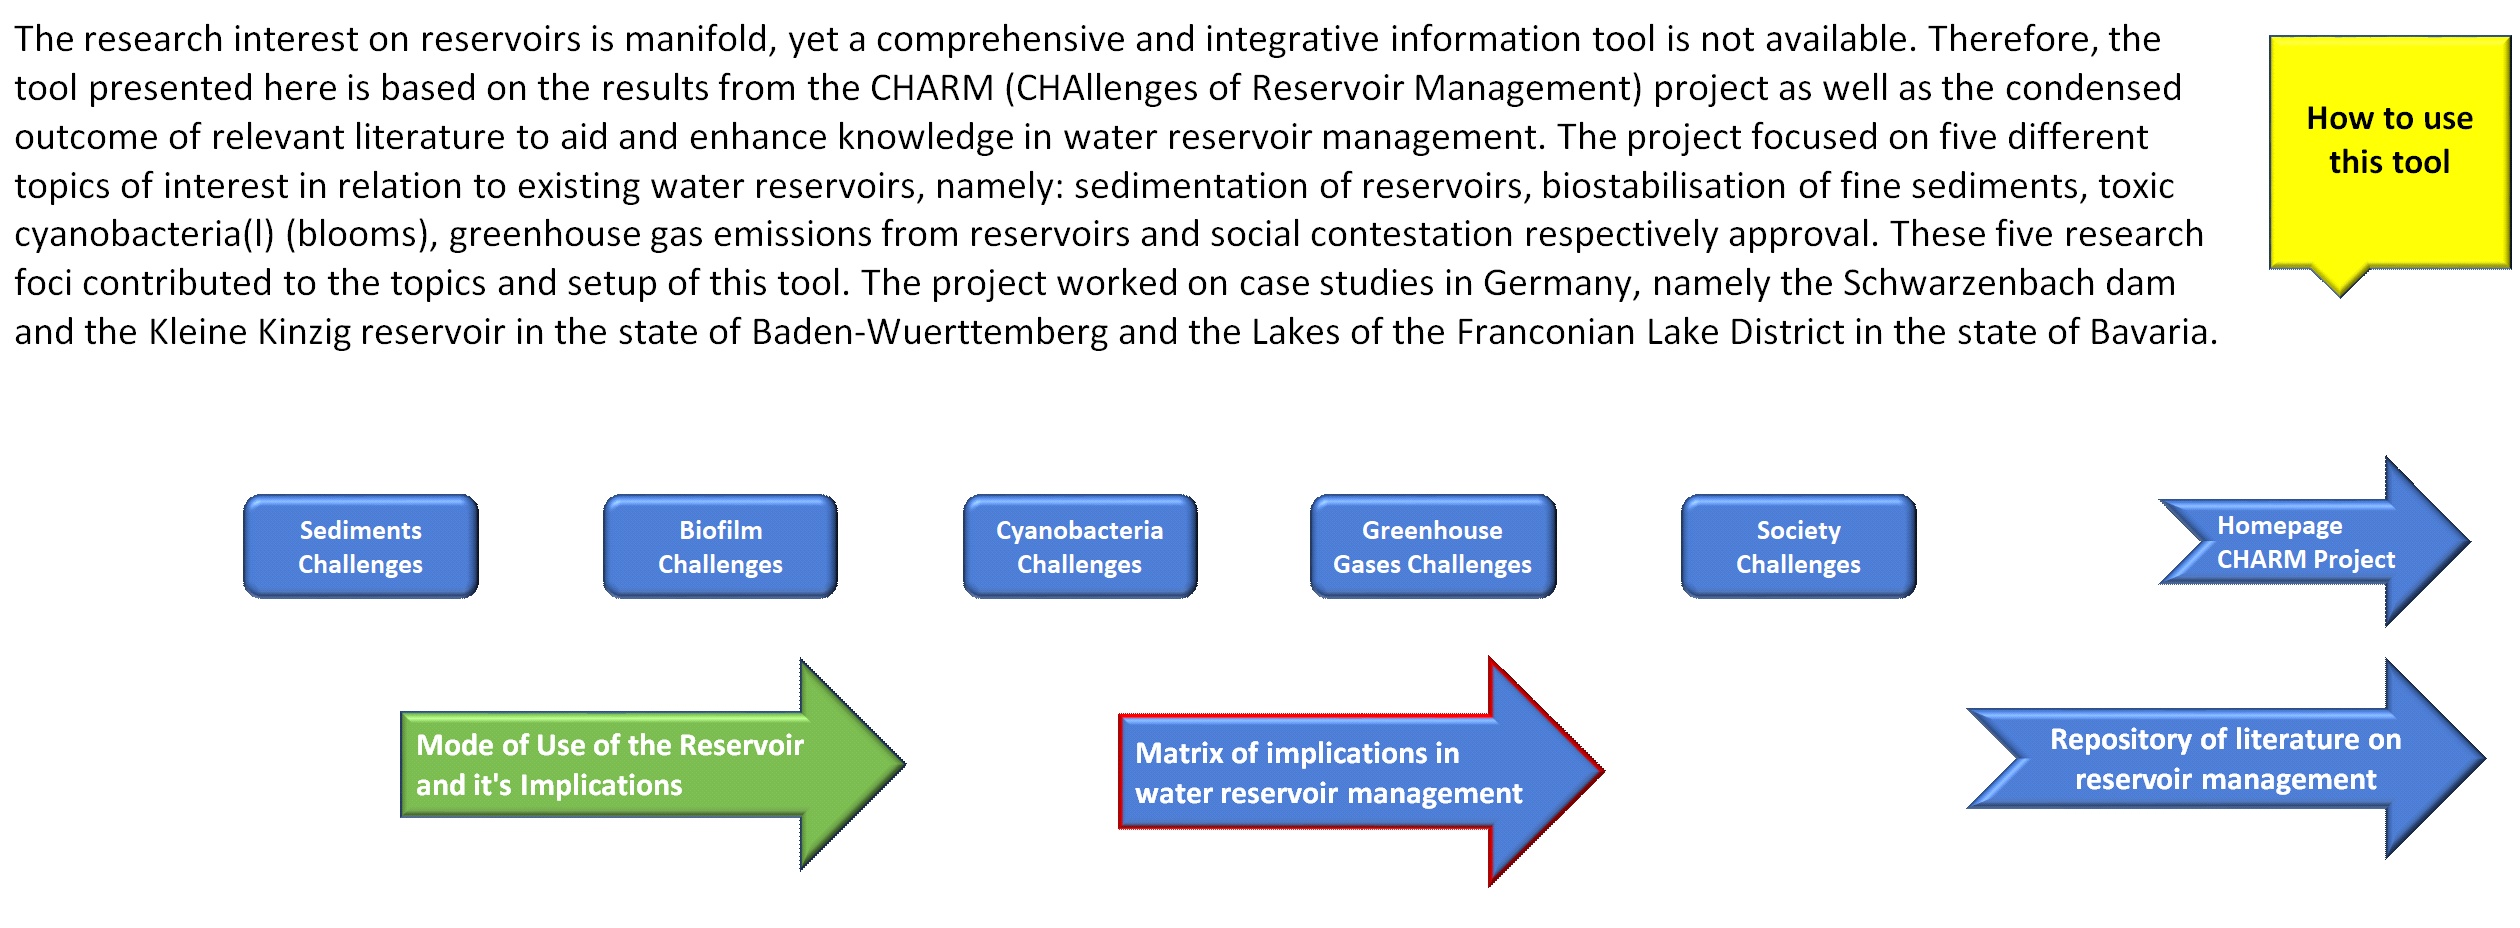 The research interest on reservoirs is manifold, yet a comprehensive and integrative information tool is not available. Therefore, the
tool presented here is based on the results from the CHARM (CHAllenges of Reservoir Management) project as well as the condensed
outcome of relevant literature to aid and enhance knowledge in water reservoir management. The project focused on five different
topics of interest in relation to existing water reservoirs, namely: sedimentation of reservoirs, biostabilisation of fine sediments, toxic
cyanobacteria(l) (blooms), greenhouse gas emissions from reservoirs and social contestation respectively approval. These five research
foci contributed to the topics and setup of this tool. The project worked on case studies in Germany, namely the Schwarzenbach dam
and the Kleine Kinzig reservoir in the state of Baden-Wuerttemberg and the Lakes of the Franconian Lake District in the state of Bavaria.
How to use
this tool
Sediments
Challenges
Biofilm
Challenges
Cyanobacteria
Challenges
Greenhouse
Gases Challenges
Society
Challenges
Homepage
CHARM Project
Mode of Use of the Reservoir
and it's Implications
Matrix of implications in
water reservoir management
Repository of literature on
reservoir management